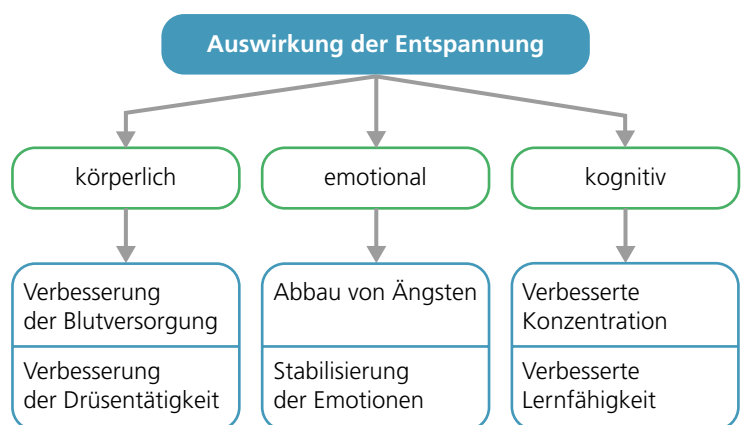 Auswirkung der Entspannung
körperlich
emotional
kognitiv
Verbesserung
der Blutversorgung
Verbesserung
der Drüsentätigkeit
Abbau von Ängsten
Stabilisierung
der Emotionen
Verbesserte
Konzentration
Verbesserte
Lernfähigkeit